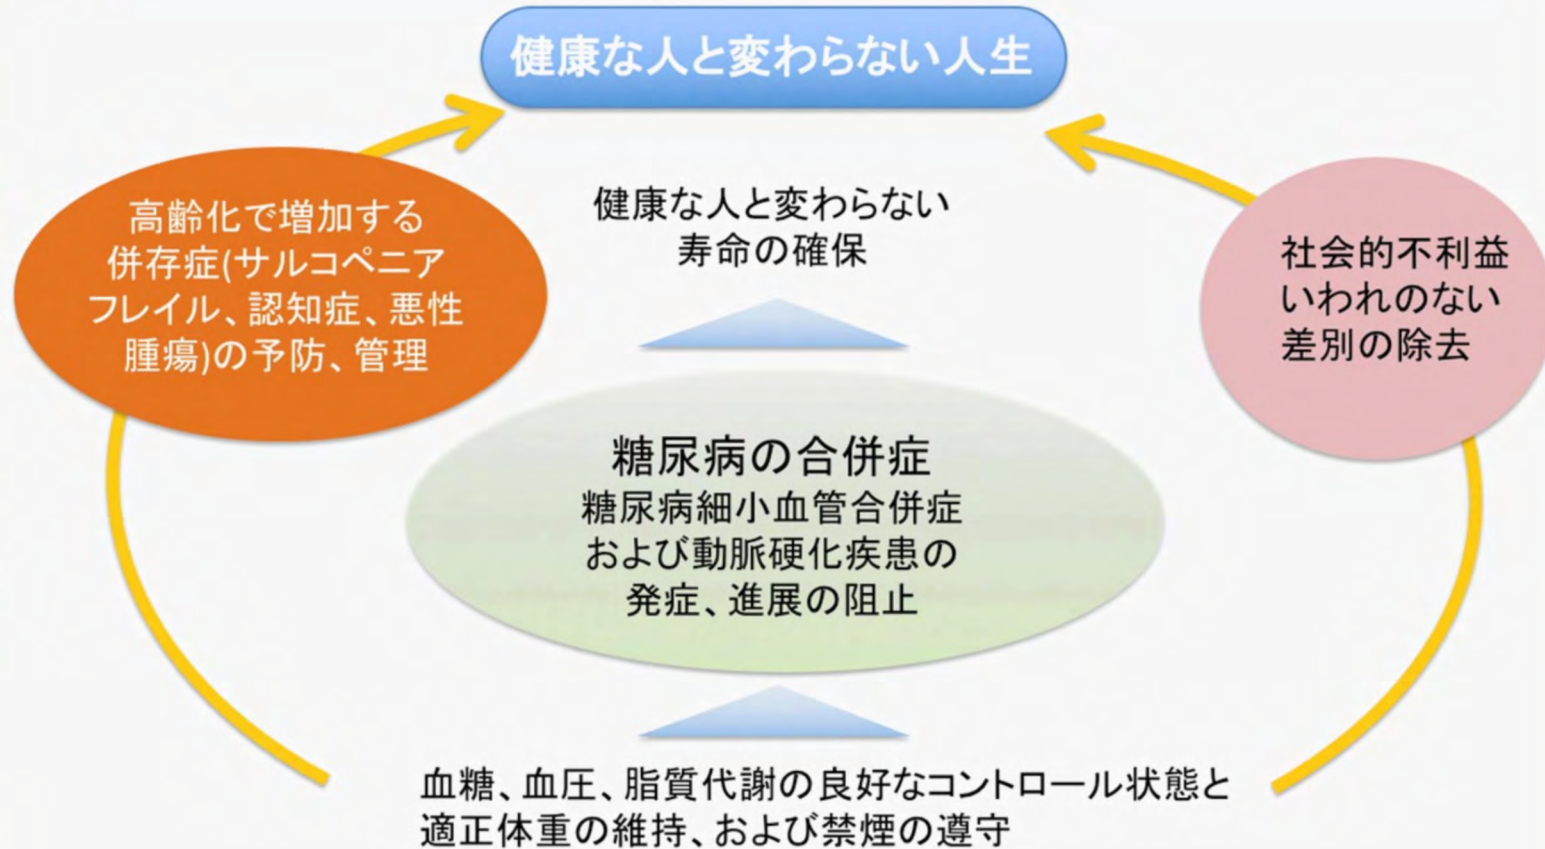 健康な人と変わらない人生
高齢化で増加する
併存症(サルコペニア
フレイル、認知症、悪性
腫瘍)の予防、管理
健康な人と変わらない
寿命の確保
社会的不利益
いわれのない
差別の除去
糖尿病の合併症
糖尿病細小血管合併症
および動脈硬化疾患の
発症、進展の阻止
血糖、血圧、脂質代謝の良好なコントロール状態と
適正体重の維持、および禁煙の遵守